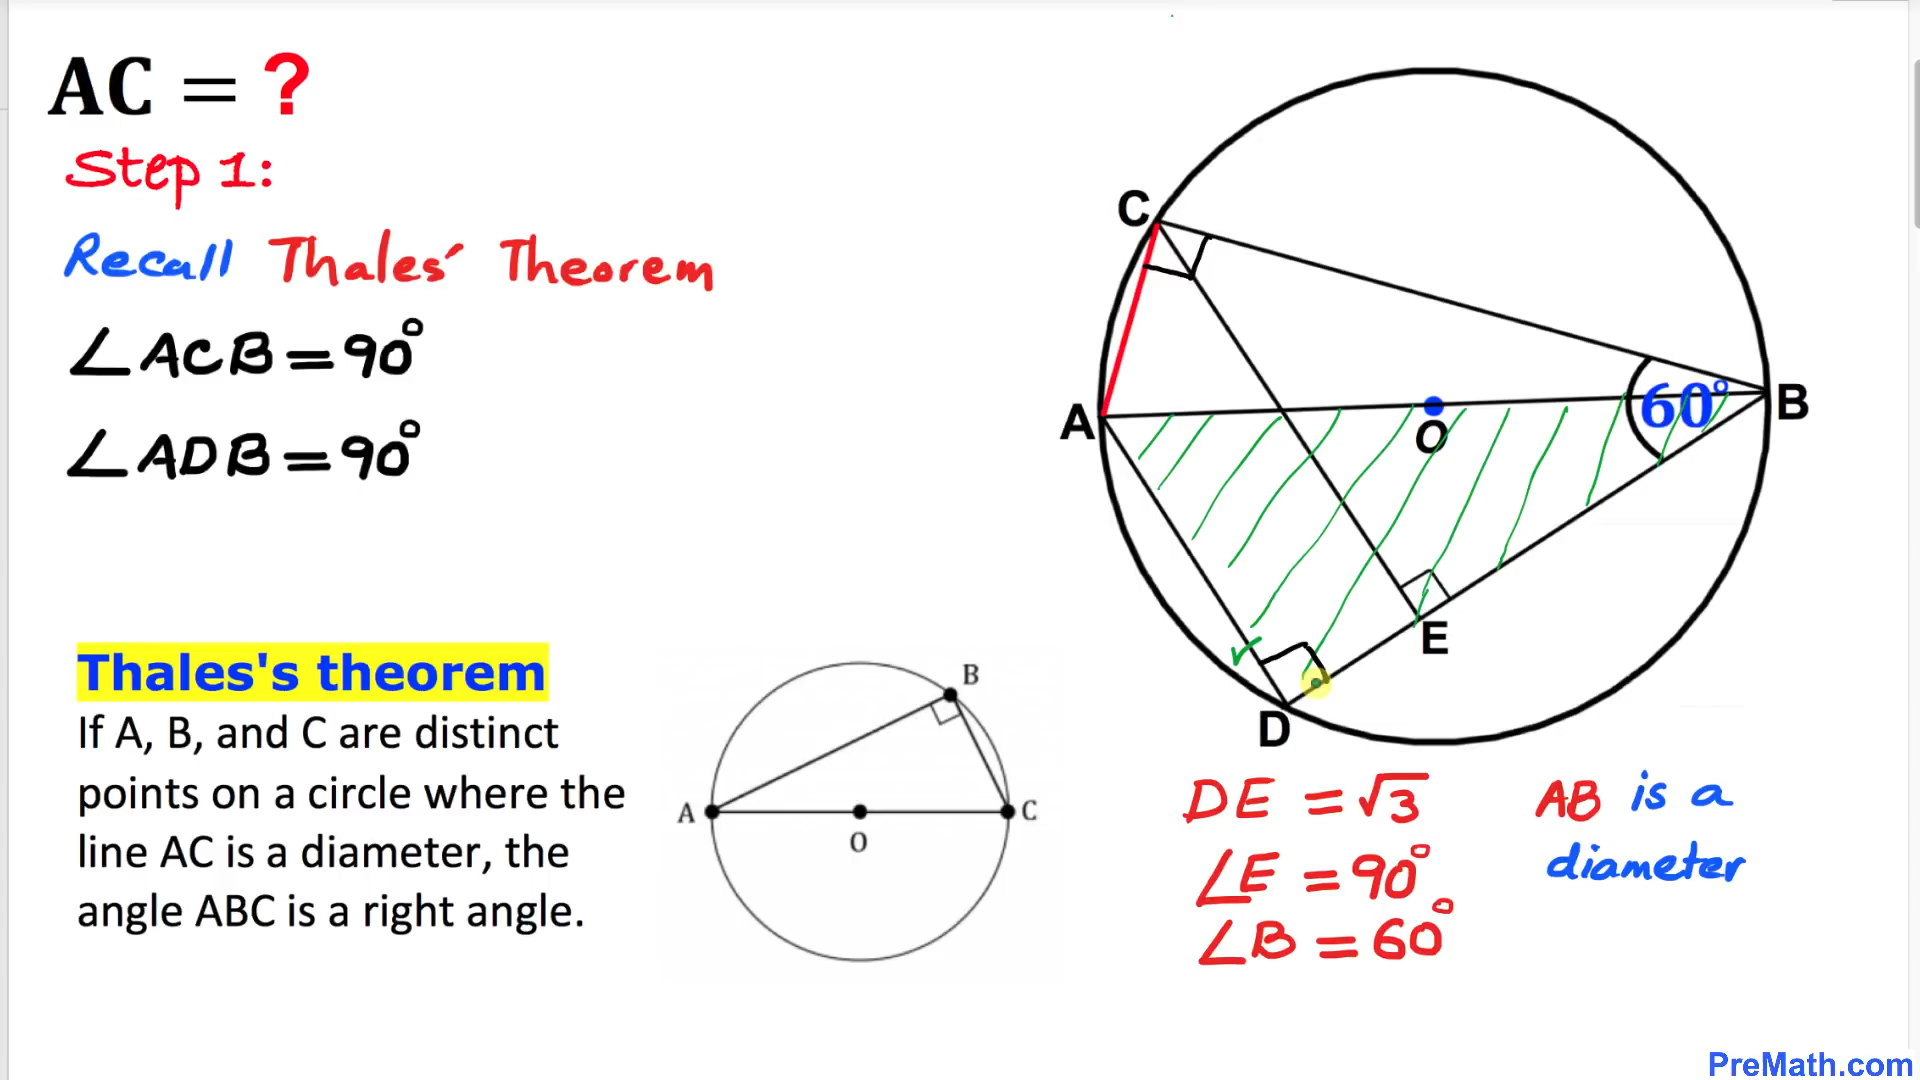 AC = ?
Step 1:
Recall Thales' Theorem
∠ACB = 90°
∠ADB = 90°
Thales's theorem
If A, B, and C are distinct
points on a circle where the
line AC is a diameter, the
angle ABC is a right angle.
B
A
C
O
C
A
B
60°
O
E
D
DE = √3
∠E = 90°
∠B = 60°
AB is a
diameter
PreMath.com